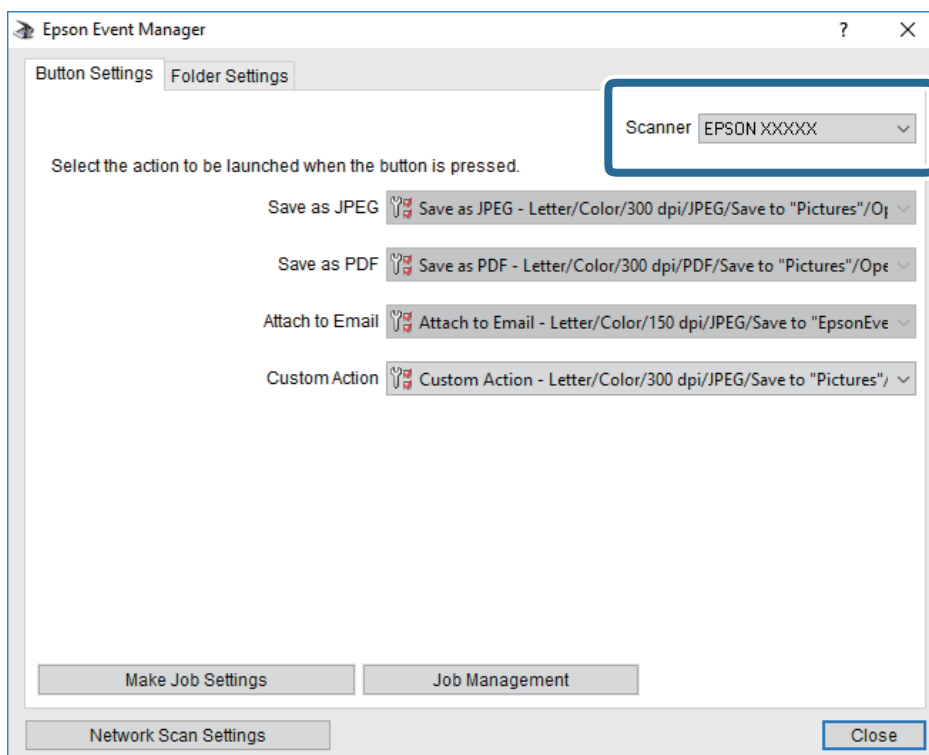 Epson Event Manager
Button Settings Folder Settings
Scanner EPSON XXXXX
Select the action to be launched when the button is pressed.
Save as JPEG Save as JPEG - Letter/Color/300 dpi/JPEG/Save to "Pictures"/Op
Save as PDF Save as PDF - Letter/Color/300 dpi/PDF/Save to "Pictures"/Ope
Attach to Email Attach to Email - Letter/Color/150 dpi/JPEG/Save to "EpsonEve
Custom Action Custom Action - Letter/Color/300 dpi/JPEG/Save to "Pictures"/
Make Job Settings Job Management
Network Scan Settings Close